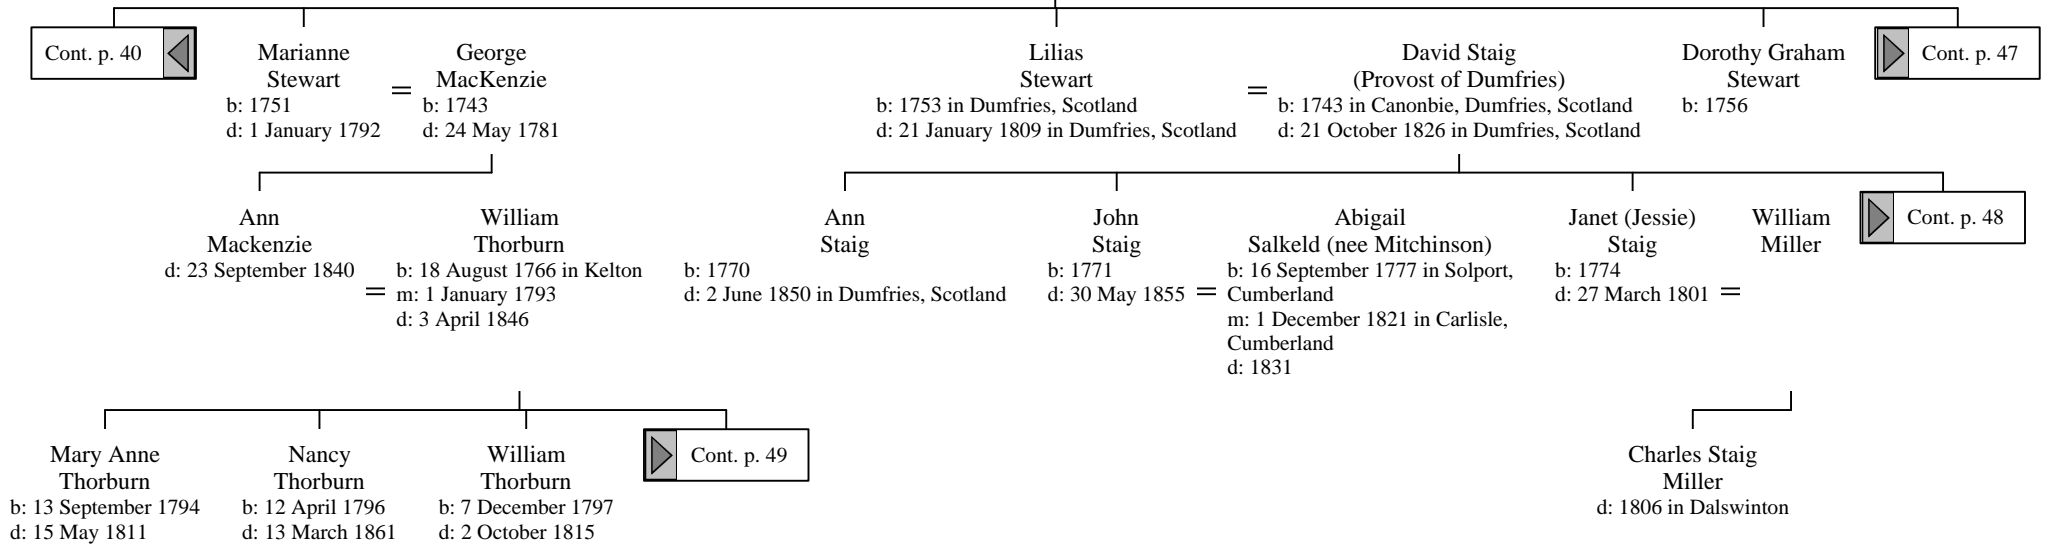 Cont. p. 40
Marianne
Stewart
b: 1751
d: 1 January 1792
=
George
MacKenzie
b: 1743
d: 24 May 1781
Lilias
Stewart
b: 1753 in Dumfries, Scotland
d: 21 January 1809 in Dumfries, Scotland
=
David Staig
(Provost of Dumfries)
b: 1743 in Canonbie, Dumfries, Scotland
d: 21 October 1826 in Dumfries, Scotland
Dorothy Graham
Stewart
b: 1756
Cont. p. 47
Ann
Mackenzie
d: 23 September 1840
=
William
Thorburn
b: 18 August 1766 in Kelton
m: 1 January 1793
d: 3 April 1846
Ann
Staig
b: 1770
d: 2 June 1850 in Dumfries, Scotland
John
Staig
b: 1771
d: 30 May 1855
=
Abigail
Salkeld (nee Mitchinson)
b: 16 September 1777 in Solport,
Cumberland
m: 1 December 1821 in Carlisle,
Cumberland
d: 1831
Janet (Jessie)
Staig
b: 1774
d: 27 March 1801
=
William
Miller
Cont. p. 48
Mary Anne
Thorburn
b: 13 September 1794
d: 15 May 1811
Nancy
Thorburn
b: 12 April 1796
d: 13 March 1861
William
Thorburn
b: 7 December 1797
d: 2 October 1815
Cont. p. 49
Charles Staig
Miller
d: 1806 in Dalswinton